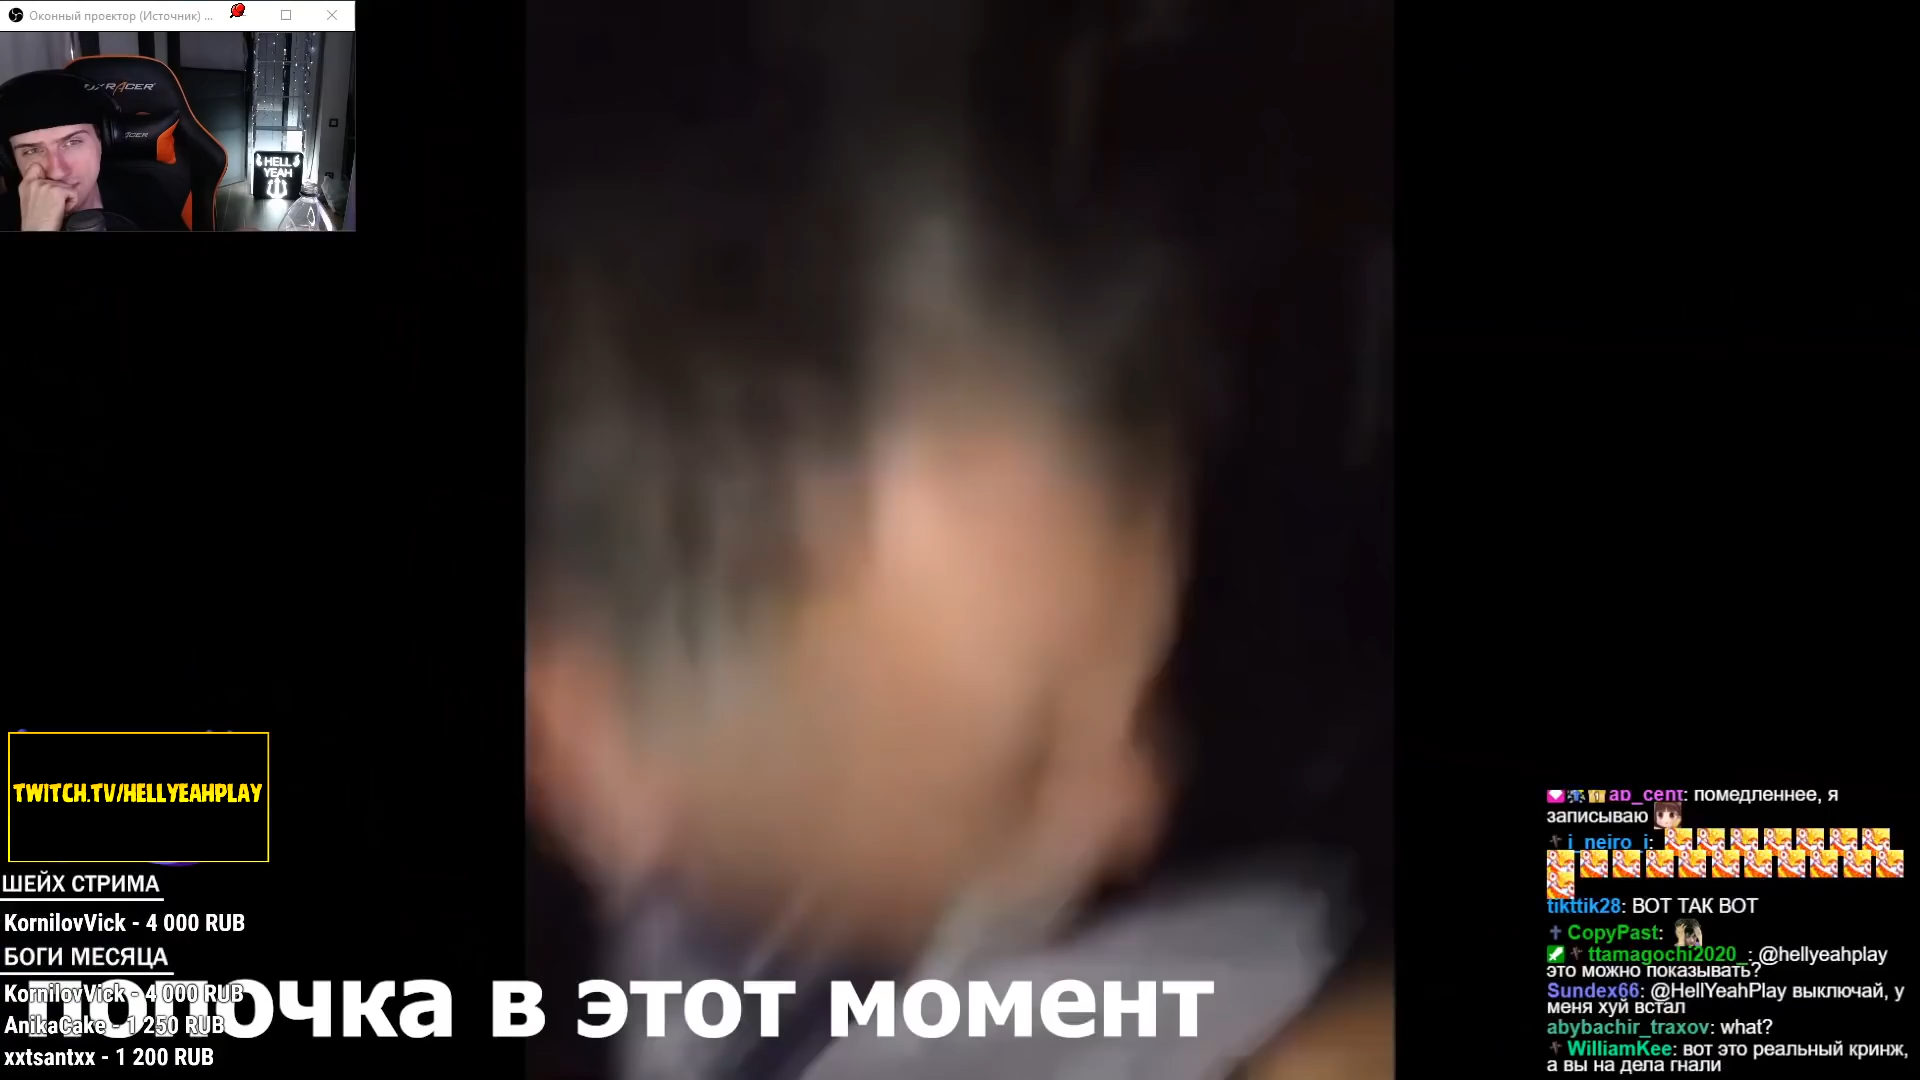 Оконный проектор (Источник) ...
DXRACER
HELL
YEAH
TWITCH.TV/HELLYEAHPLAY
ШЕЙХ СТРИМА
KornilovVick - 4 000 RUB
БОГИ МЕСЯЦА
KornilovVick - 4 000 RUB
AnikaCake - 1 250 RUB
xxtsantxx - 1 200 RUB
в этот момент
ab_cent: помедленнее, я
записываю
i_neiro_i:
tikttik28: ВОТ ТАК ВОТ
CopyPast:
ttamagochi2020_: @hellyeahplay
это можно показывать?
Sundex66: @HellYeahPlay выключай, у
меня хуй встал
abybachir_traxov: what?
WilliamKee: вот это реальный кринж,
а вы на дела гнали